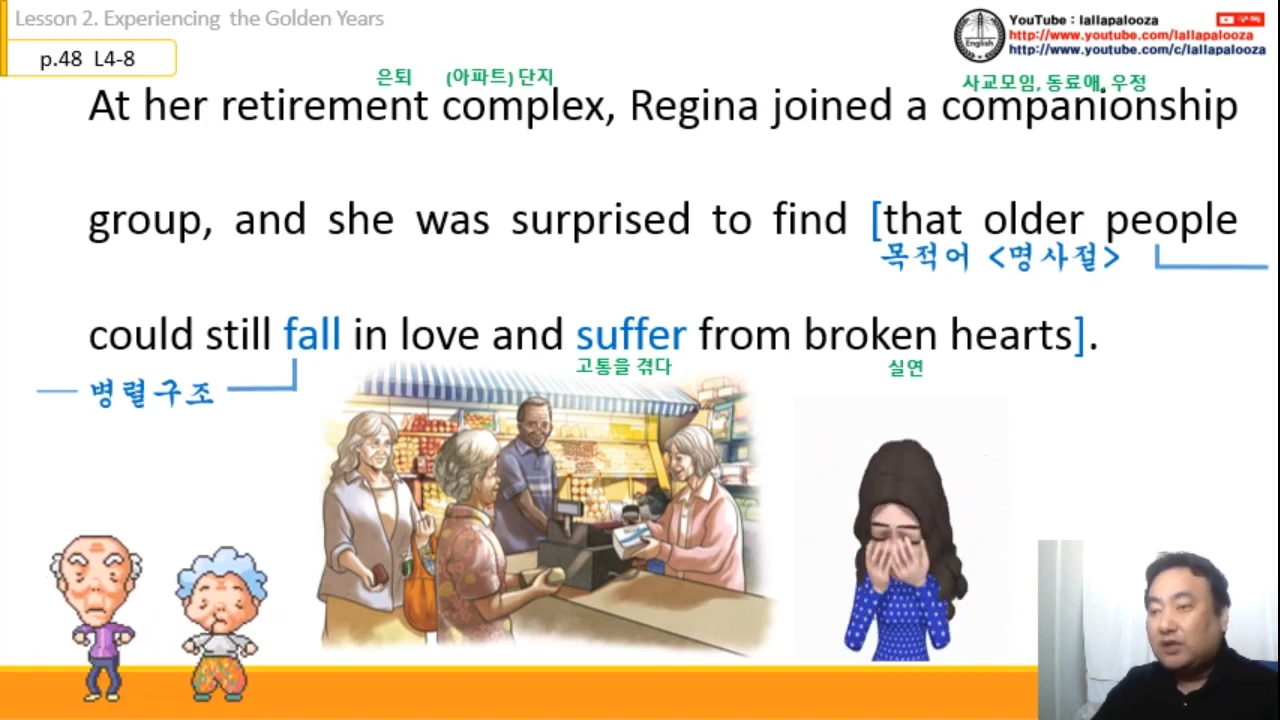 Lesson 2. Experiencing the Golden Years
YouTube : lallapalooza
구독
http://www.youtube.com/lallapalooza
http://www.youtube.com/c/lallapalooza
English
p.48 L4-8
은퇴 (아파트) 단지 사교모임, 동료애, 우정
At her retirement complex, Regina joined a companionship
group, and she was surprised to find [that older people
목적어 <명사절>
could still fall in love and suffer from broken hearts].
고통을 겪다 실연
병렬구조